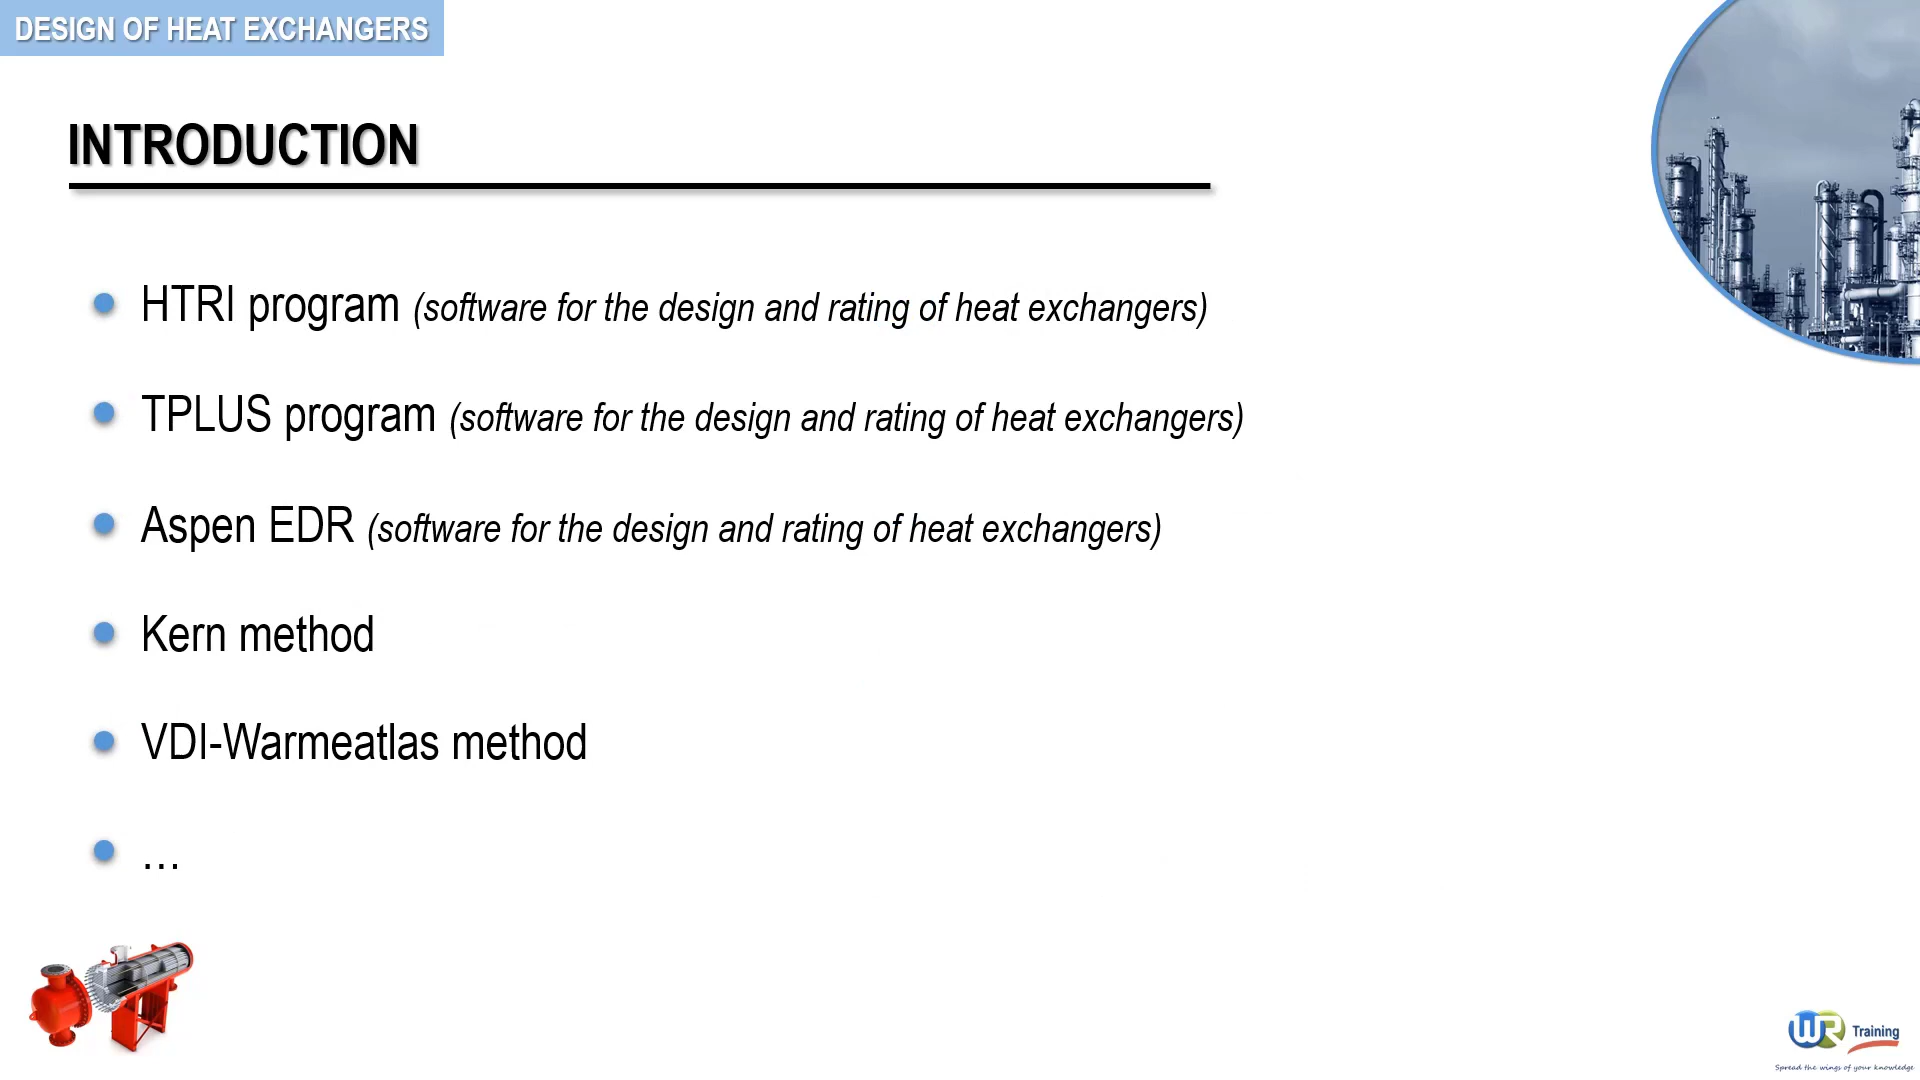 DESIGN OF HEAT EXCHANGERS
INTRODUCTION
HTRI program (software for the design and rating of heat exchangers)
TPLUS program (software for the design and rating of heat exchangers)
Aspen EDR (software for the design and rating of heat exchangers)
Kern method
VDI-Warmeatlas method
...
WR Training
Spread the wings of your knowledge